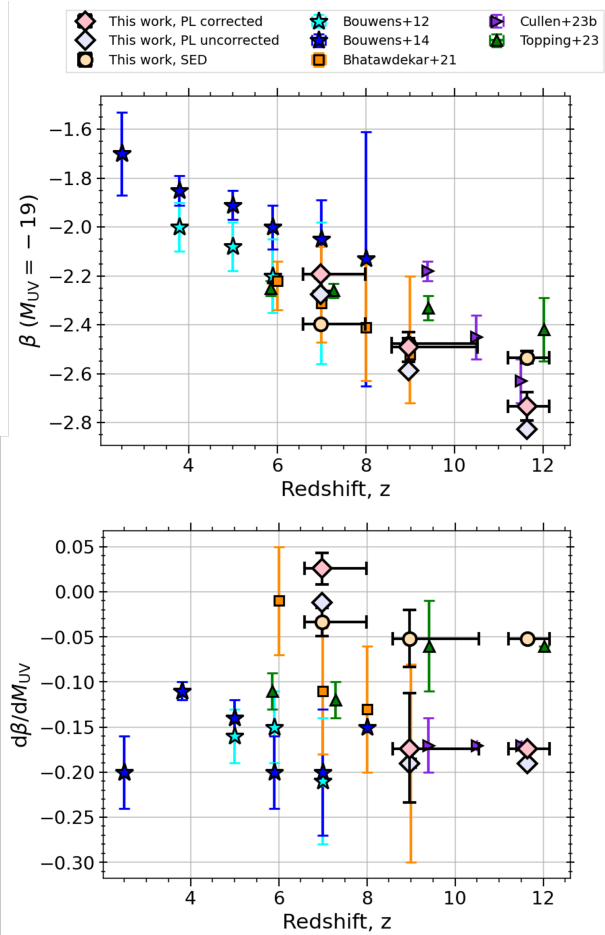 This work, PL corrected
This work, PL uncorrected
This work, SED
Bouwens+12
Bouwens+14
Bhatawdekar+21
Cullen+23b
Topping+23
β (M_UV = −19)
−1.6
−1.8
−2.0
−2.2
−2.4
−2.6
−2.8
4 6 8 10 12
Redshift, z
dβ/dM_UV
0.05
0.00
−0.05
−0.10
−0.15
−0.20
−0.25
−0.30
4 6 8 10 12
Redshift, z